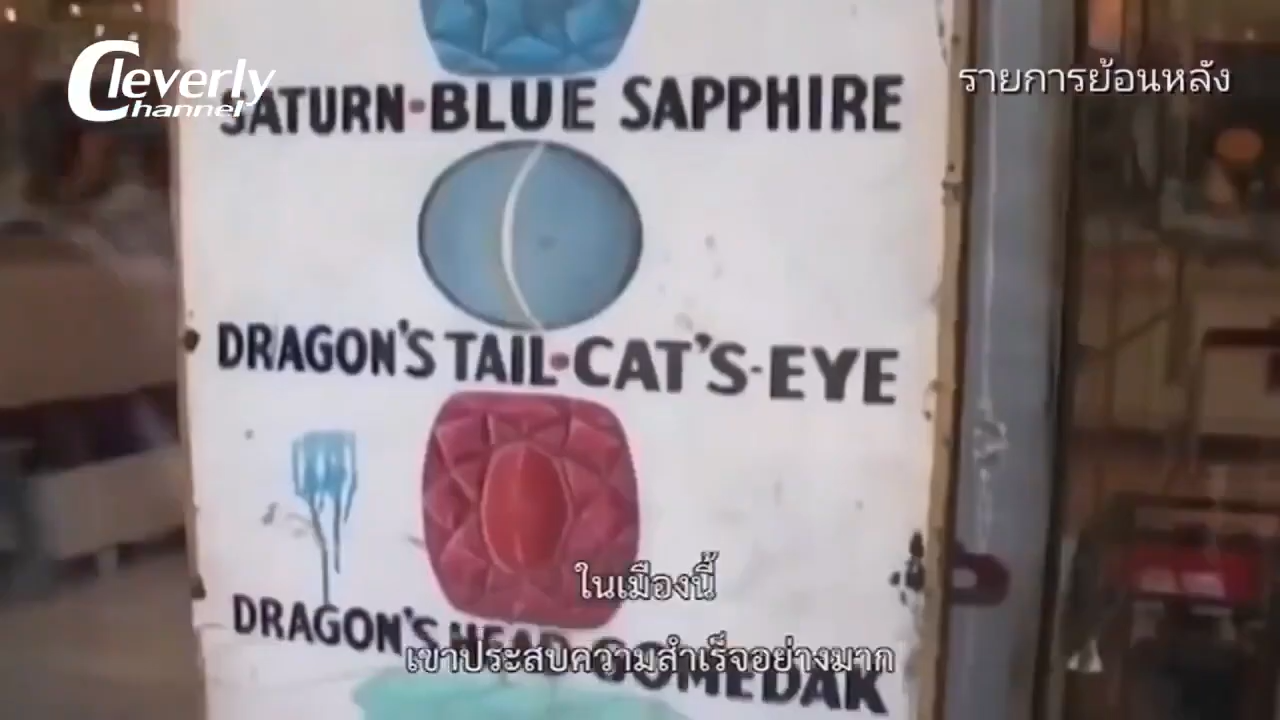 Cleverly
Channel
รายการย้อนหลัง
SATURN•BLUE SAPPHIRE
DRAGON'S TAIL•CAT'S-EYE
DRAGON'S HEAD-GOMEDAK
ในเมืองนี้
เขาประสบความสำเร็จอย่างมาก